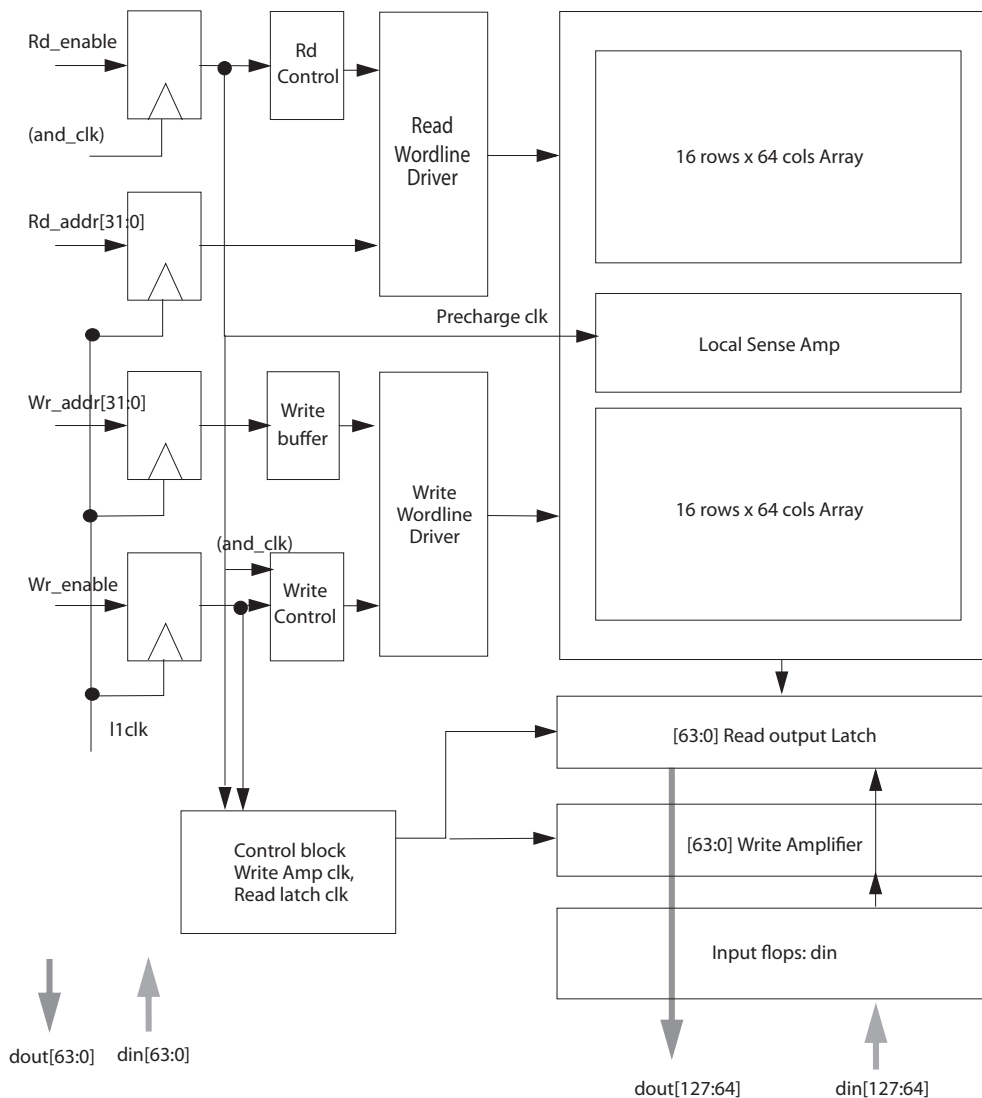 Rd_enable
(and_clk)
Rd
Control
Read
Wordline
Driver
16 rows x 64 cols Array
Rd_addr[31:0]
Precharge clk
Local Sense Amp
Wr_addr[31:0]
Write
buffer
Write
Wordline
Driver
16 rows x 64 cols Array
(and_clk)
Wr_enable
Write
Control
l1clk
[63:0] Read output Latch
Control block
Write Amp clk,
Read latch clk
[63:0] Write Amplifier
Input flops: din
dout[63:0]
din[63:0]
dout[127:64]
din[127:64]